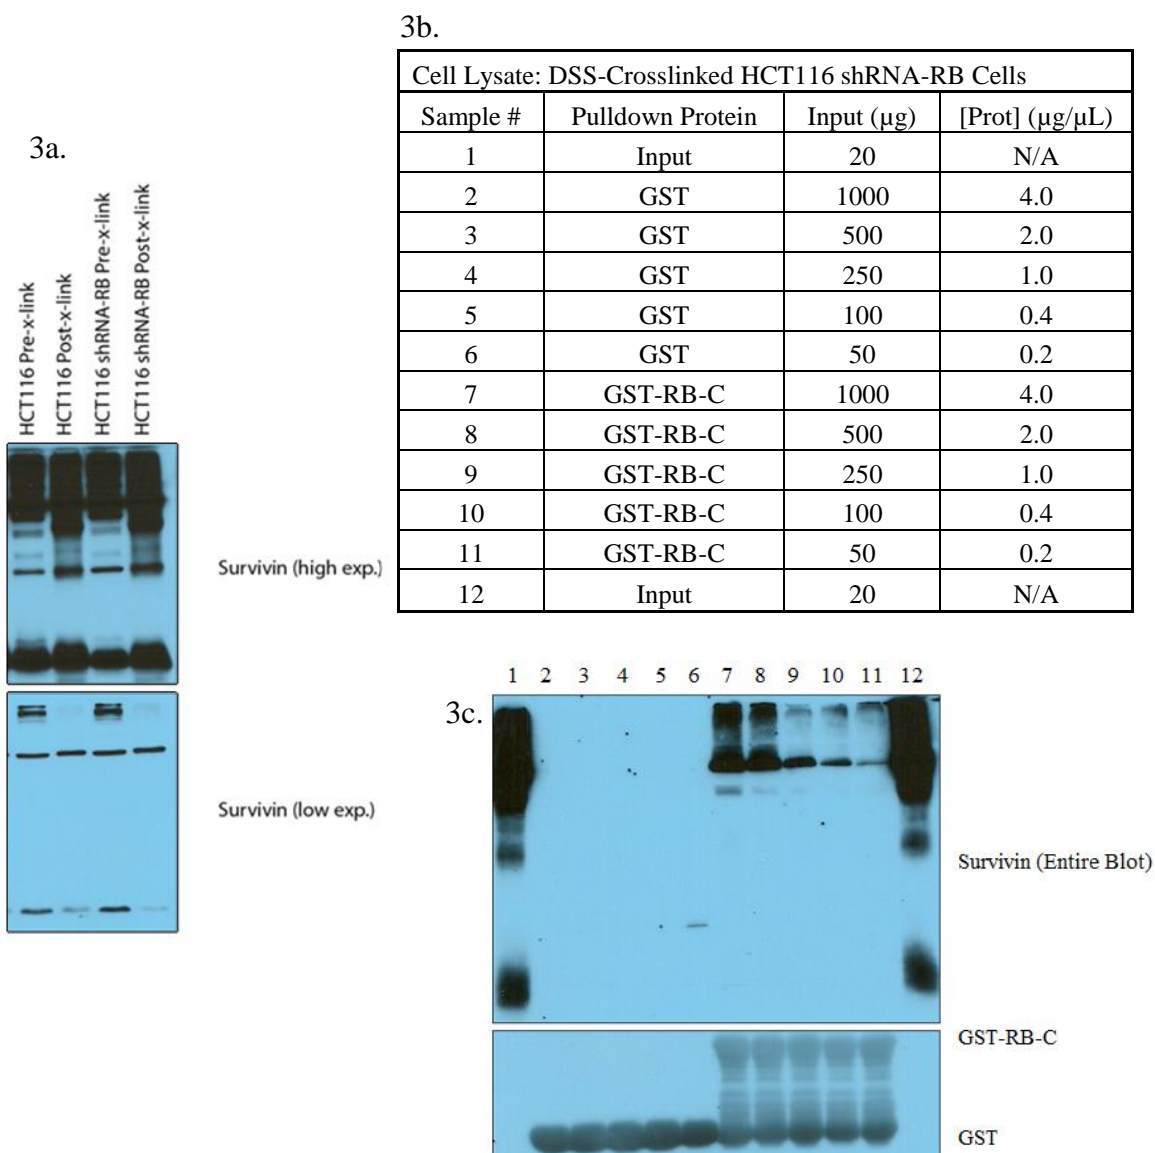 3b.
Cell Lysate: DSS-Crosslinked HCT116 shRNA-RB Cells
Sample # Pulldown Protein Input (µg) [Prot] (µg/µL)
1 Input 20 N/A
2 GST 1000 4.0
3 GST 500 2.0
4 GST 250 1.0
5 GST 100 0.4
6 GST 50 0.2
7 GST-RB-C 1000 4.0
8 GST-RB-C 500 2.0
9 GST-RB-C 250 1.0
10 GST-RB-C 100 0.4
11 GST-RB-C 50 0.2
12 Input 20 N/A
3a.
HCT116 Pre-x-link
HCT116 Post-x-link
HCT116 shRNA-RB Pre-x-link
HCT116 shRNA-RB Post-x-link
Survivin (high exp.)
Survivin (low exp.)
3c.
1 2 3 4 5 6 7 8 9 10 11 12
Survivin (Entire Blot)
GST-RB-C
GST